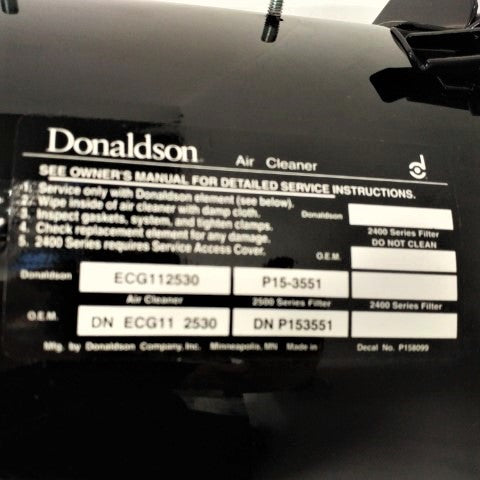 Donaldson Air Cleaner
SEE OWNER'S MANUAL FOR DETAILED SERVICE INSTRUCTIONS.
1. Service only with Donaldson element (see below).
2. Wipe inside of air cleaner with damp cloth.
3. Inspect gaskets, system, and tighten clamps.
4. Check replacement element for any damage.
5. 2400 Series requires Service Access Cover.
Donaldson
2400 Series Filter
DO NOT CLEAN
O.E.M.
Donaldson ECG112530 P15-3551
Air Cleaner 2500 Series Filter 2400 Series Filter
O.E.M. DN ECG11 2530 DN P153551
Mfg. by Donaldson Company, Inc. Minneapolis, MN Made in Decal No. P158099